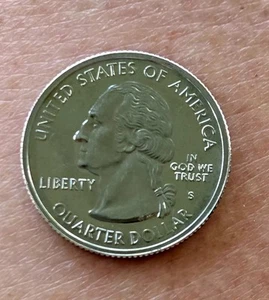 UNITED STATES OF AMERICA
LIBERTY
IN
GOD WE
TRUST
S
QUARTER DOLLAR